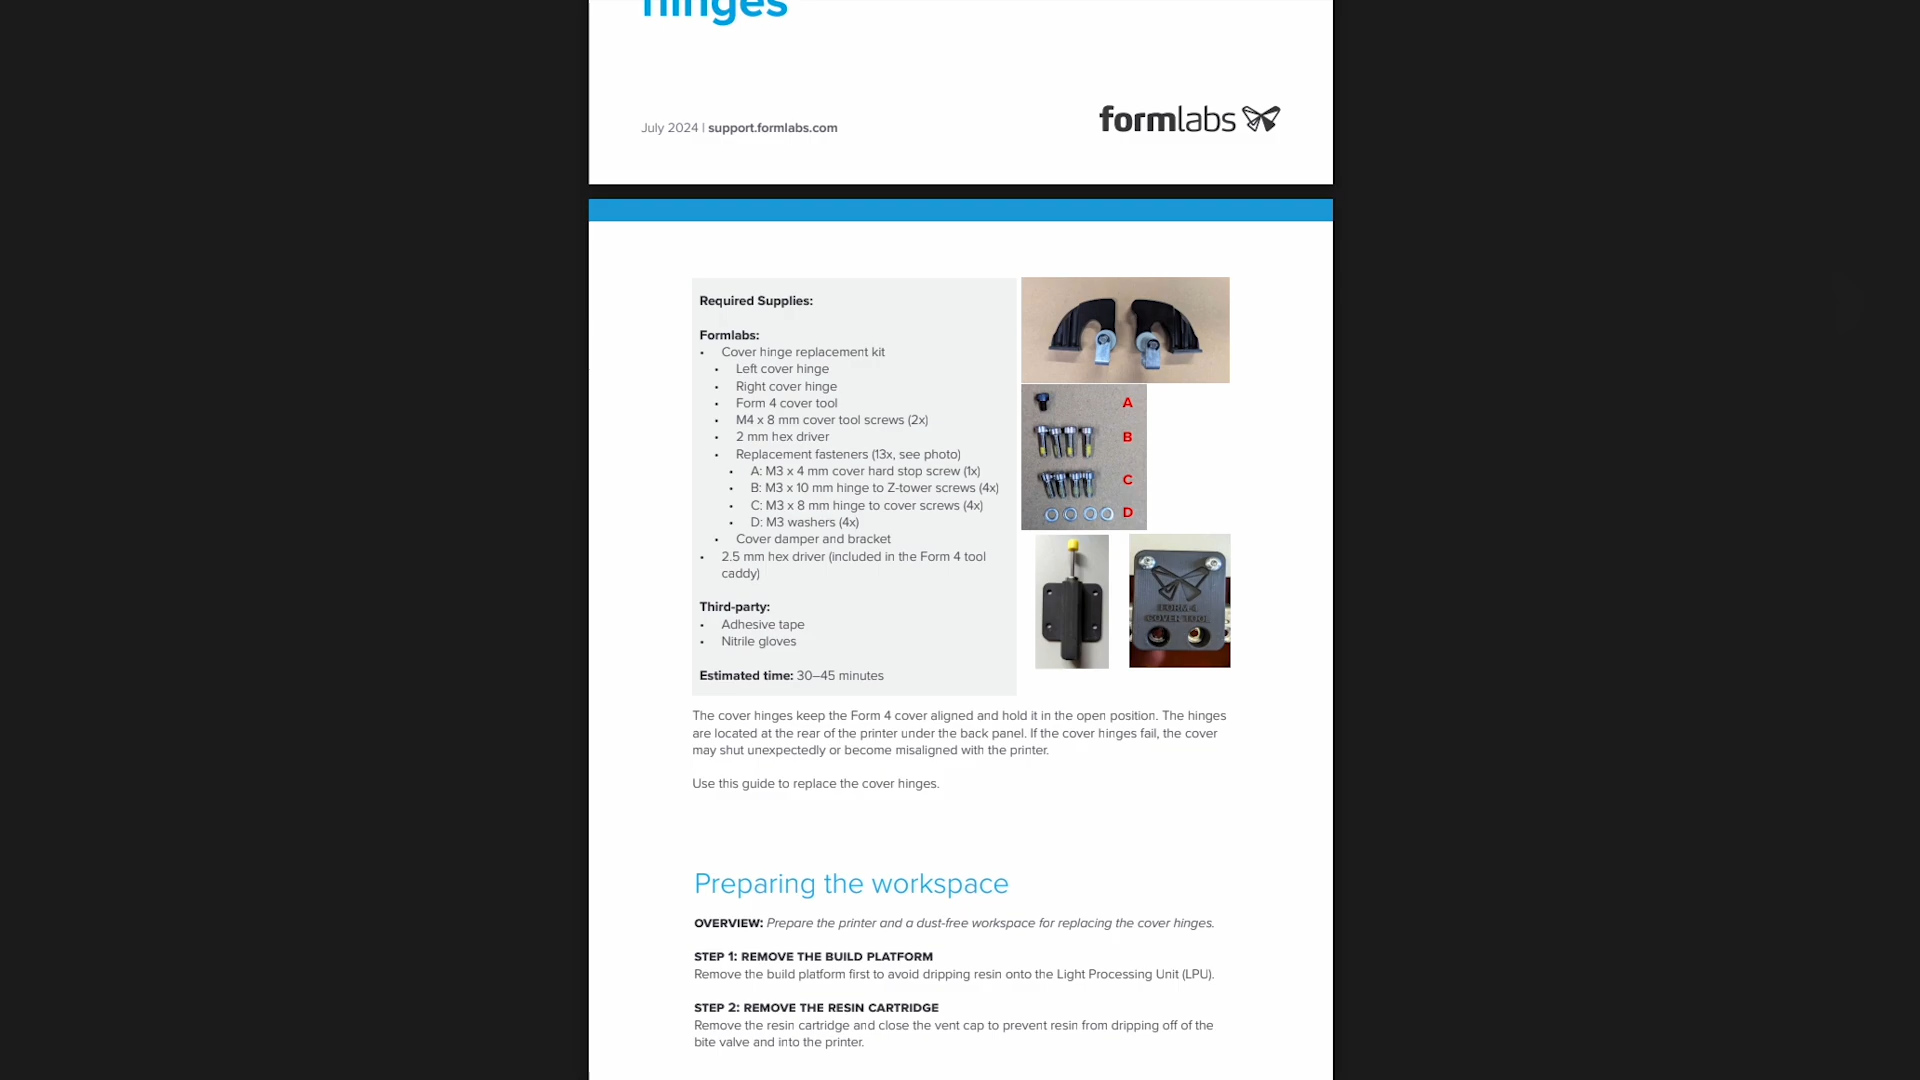 hinges
July 2024 | support.formlabs.com
formlabs
Required Supplies:
Formlabs:
• Cover hinge replacement kit
• Left cover hinge
• Right cover hinge
• Form 4 cover tool
• M4 x 8 mm cover tool screws (2x)
• 2 mm hex driver
• Replacement fasteners (13x, see photo)
• A: M3 x 4 mm cover hard stop screw (1x)
• B: M3 x 10 mm hinge to Z-tower screws (4x)
• C: M3 x 8 mm hinge to cover screws (4x)
• D: M3 washers (4x)
• Cover damper and bracket
• 2.5 mm hex driver (included in the Form 4 tool
caddy)
Third-party:
• Adhesive tape
• Nitrile gloves
Estimated time: 30–45 minutes
A
B
C
D
FORM 4
COVER TOOL
The cover hinges keep the Form 4 cover aligned and hold it in the open position. The hinges
are located at the rear of the printer under the back panel. If the cover hinges fail, the cover
may shut unexpectedly or become misaligned with the printer.
Use this guide to replace the cover hinges.
Preparing the workspace
OVERVIEW: Prepare the printer and a dust-free workspace for replacing the cover hinges.
STEP 1: REMOVE THE BUILD PLATFORM
Remove the build platform first to avoid dripping resin onto the Light Processing Unit (LPU).
STEP 2: REMOVE THE RESIN CARTRIDGE
Remove the resin cartridge and close the vent cap to prevent resin from dripping off of the
bite valve and into the printer.